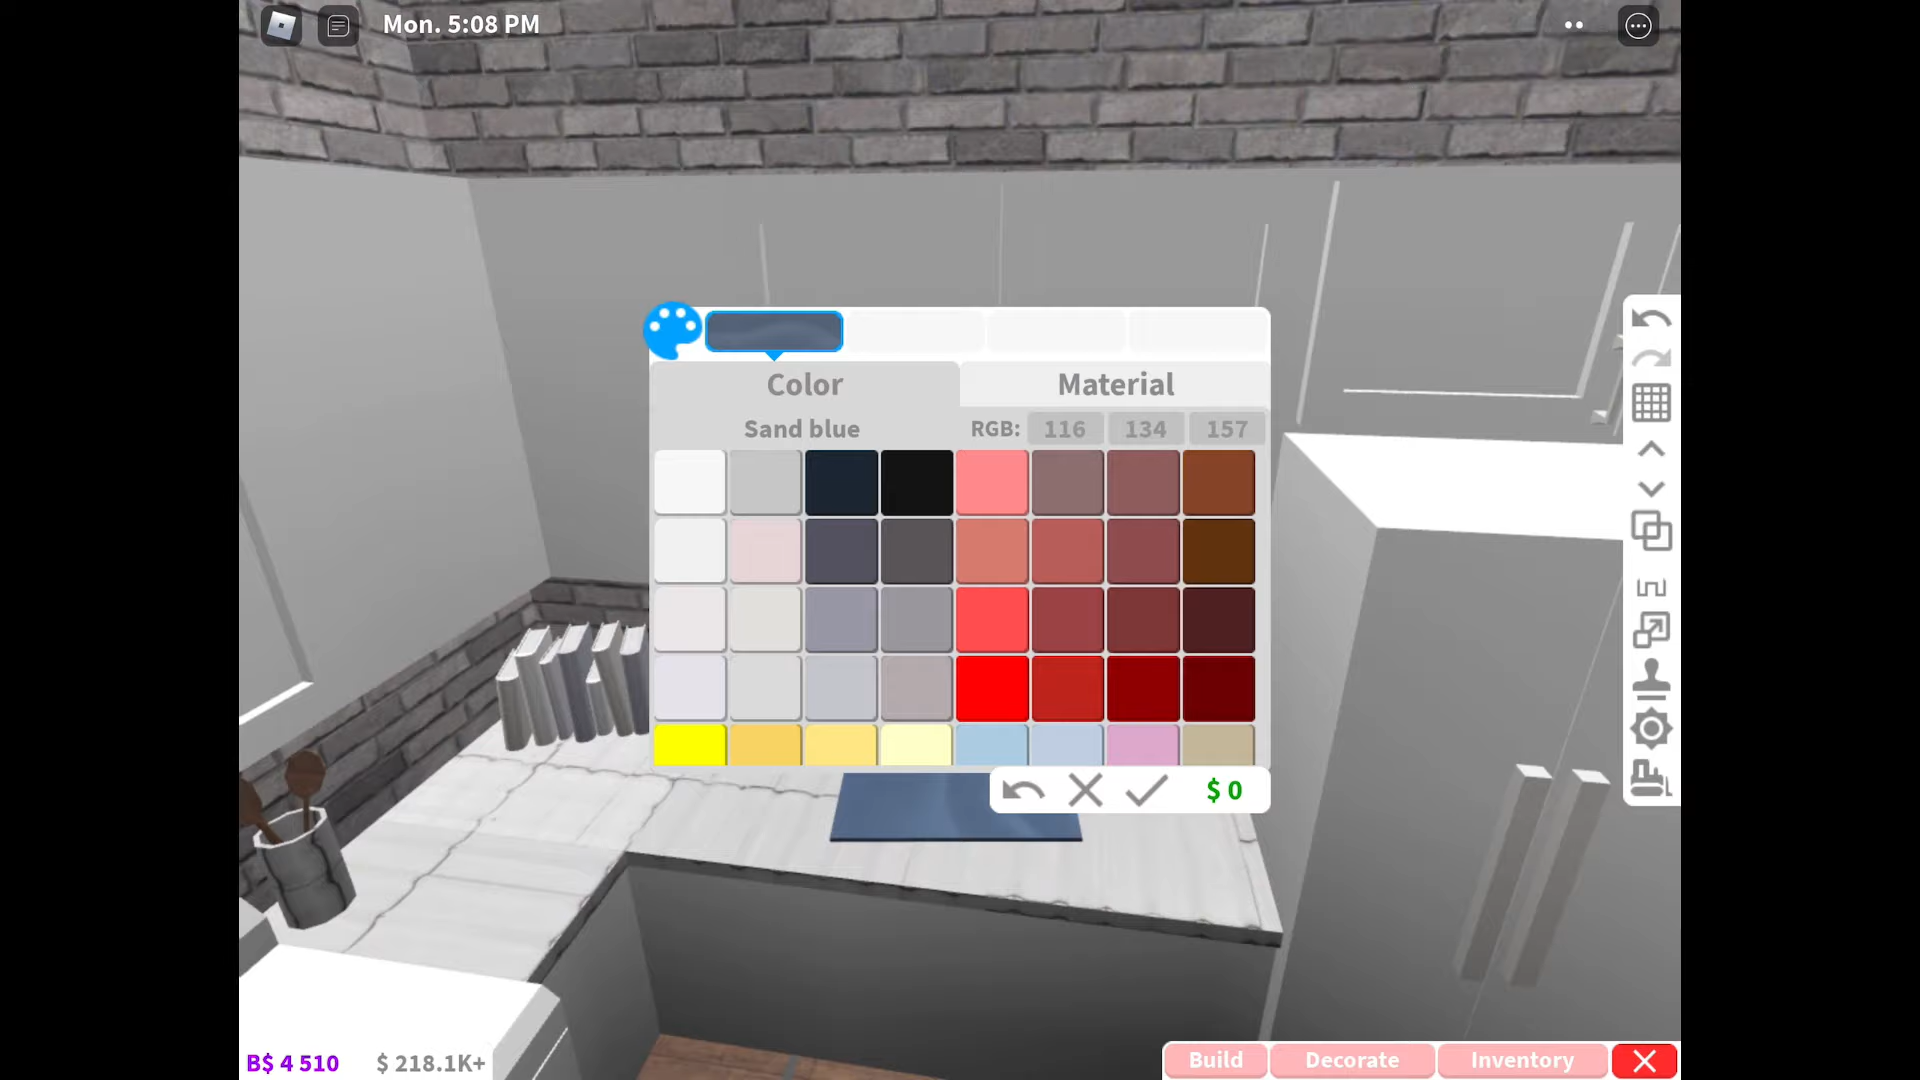 Mon. 5:08 PM
Color
Material
Sand blue
RGB: 116 134 157
$ 0
B$ 4 510
$ 218.1K+
Build
Decorate
Inventory